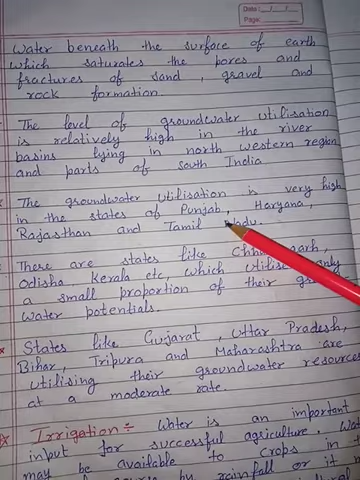 Date : / /
Page:
Water beneath the surface of earth
which saturates the pores and
fractures of sand, gravel and
rock formation.
The level of groundwater utilisation
is relatively high in the river
basins lying in north western region
and parts of South India
The groundwater utilisation is very high
in the states of Punjab, Haryana,
Rajasthan and Tamil Nadu.
There are states like
Odisha, Kerala etc, which utilise only
a small proportion of their
water potentials.
States like Gujarat, Uttar Pradesh,
Bihar, Tripura and Maharashtra are
utilising their groundwater resources
at a moderate rate.
Irrigation :- Water is an important
input for successful agriculture.
may be available to crops in
by rainfall or it